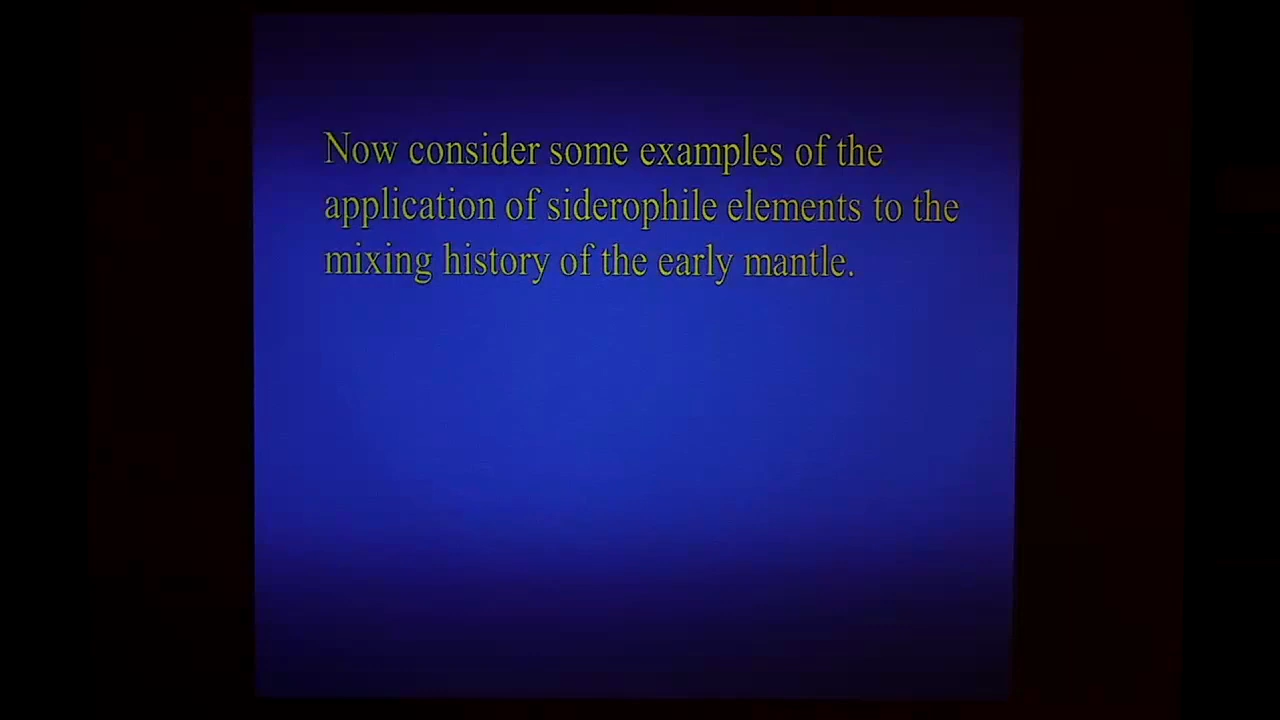 Now consider some examples of the
application of siderophile elements to the
mixing history of the early mantle.